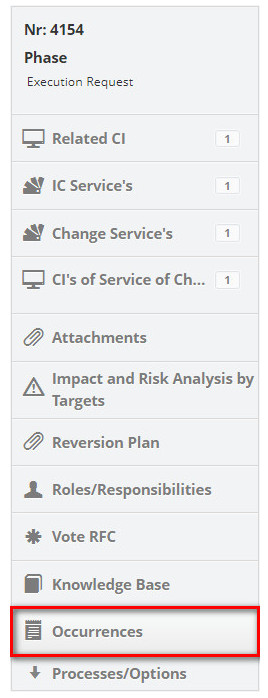 Nr: 4154
Phase
Execution Request
Related CI 1
IC Service's 1
Change Service's 1
CI's of Service of Ch... 1
Attachments
Impact and Risk Analysis by
Targets
Reversion Plan
Roles/Responsibilities
Vote RFC
Knowledge Base
Occurrences
Processes/Options